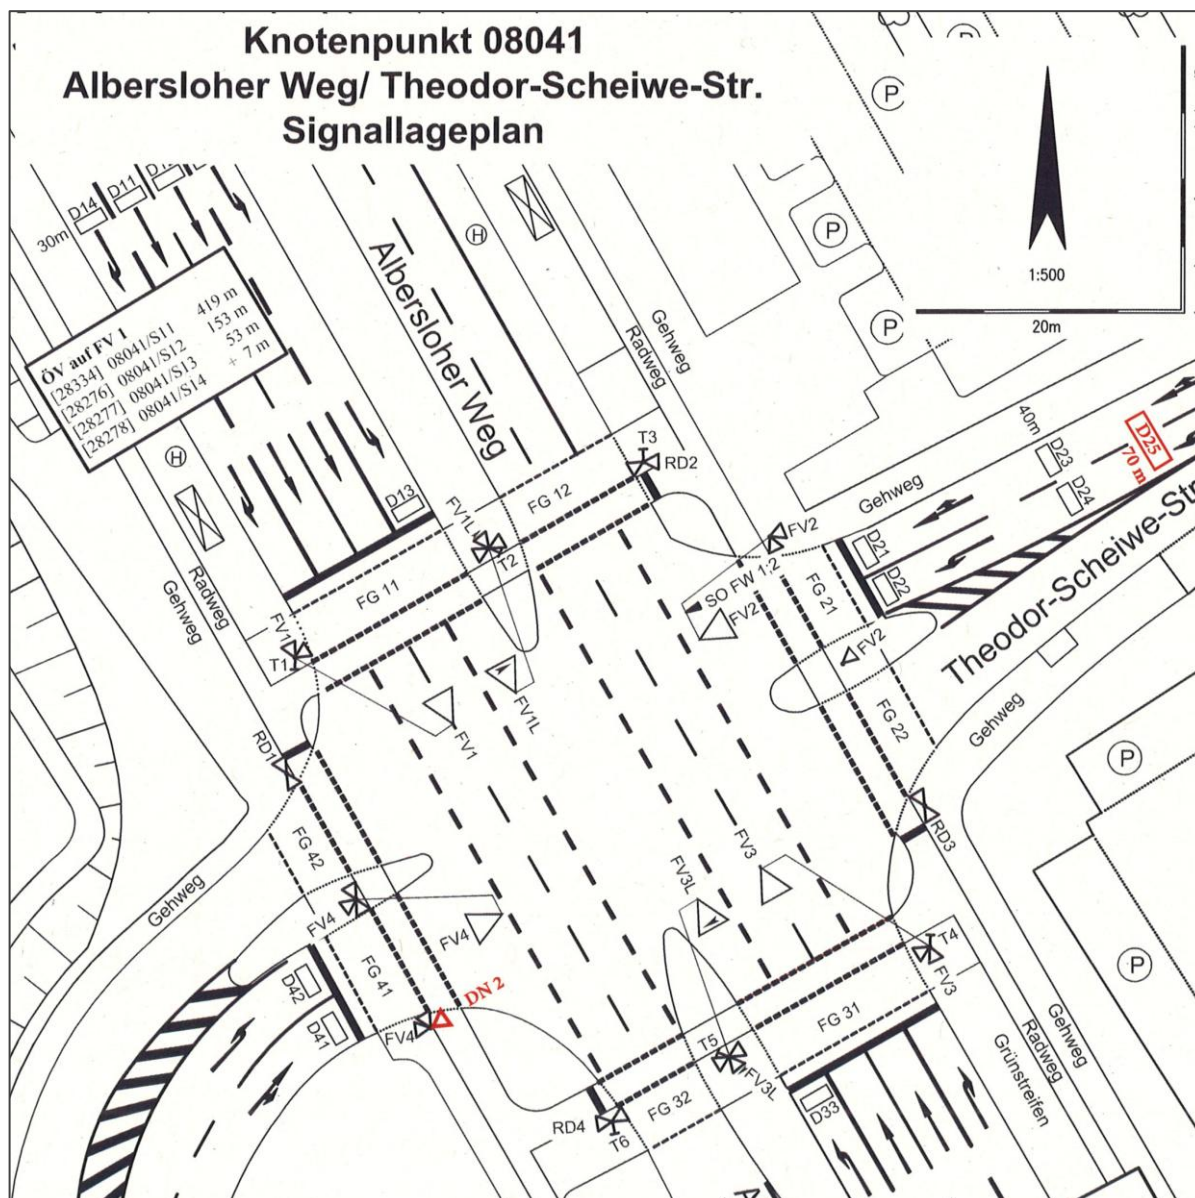 Knotenpunkt 08041
Albersloher Weg/ Theodor-Scheiwe-Str.
Signallageplan
P
1:500
20m
D14
D11
30m
H
ÖV auf FV 1
[28334] 08041/S11 419 m
[28276] 08041/S12 153 m
[28277] 08041/S13 53 m
[28278] 08041/S14 + 7 m
Albersloher Weg
Gehweg
Radweg
P
P
H
D13
T3
RD2
FG 12
FV1L
T2
FG 11
40m
D23
D24
D25
70 m
Gehweg
FV2
D21
D22
Theodor-Scheiwe-Str
Radweg
Gehweg
FV1
T1
SO FW 1:2
FV2
FG 21
FV2
FG 22
FV1L
FV1
RD1
Gehweg
P
FG 42
FV3
FV3L
RD3
Gehweg
FV4
FV4
T4
FV3
P
D42
D41
FG 41
DN 2
FV4
FG 31
T5
FV3L
FG 32
RD4
T6
D33
Gehweg
Radweg
Grünstreifen